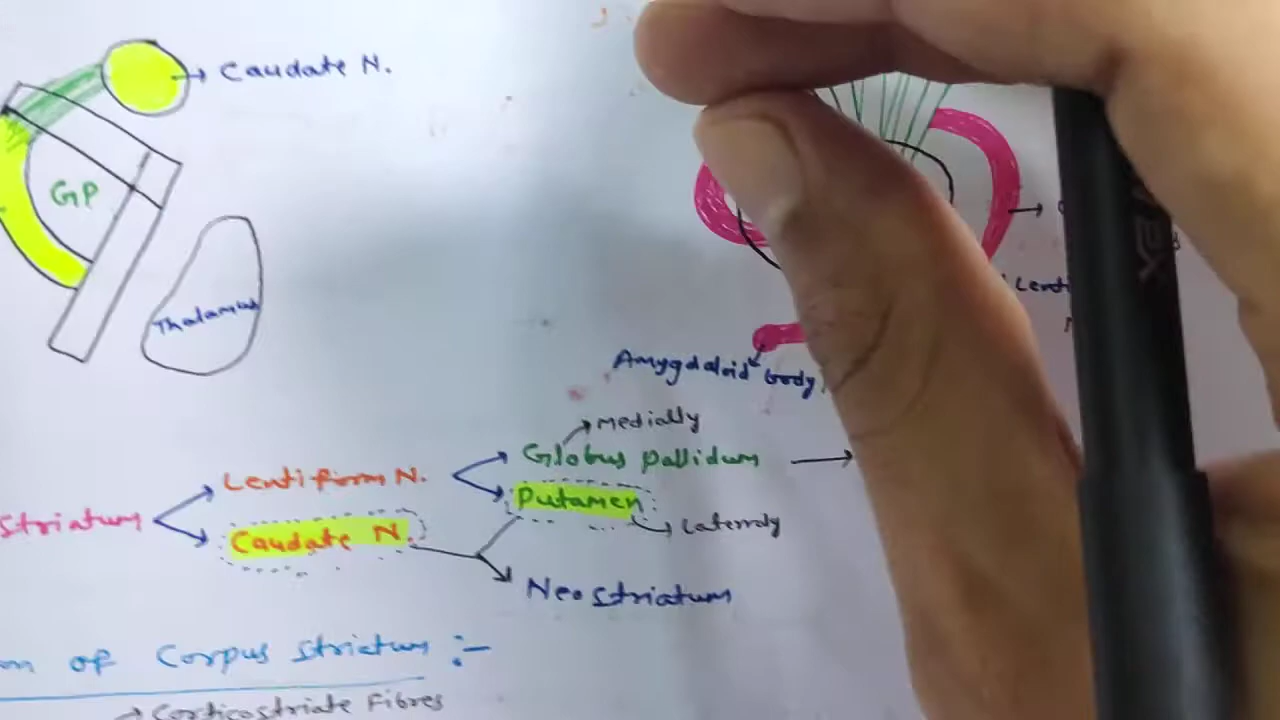 Caudate N.
GP
Thalamus
Lenti
Amygdaloid body
Medially
Globus pallidum
Lentiform N.
Putamen
Striatum
Laterally
Caudate N.
Neostriatum
of Corpus Striatum :-
Corticostriate Fibres